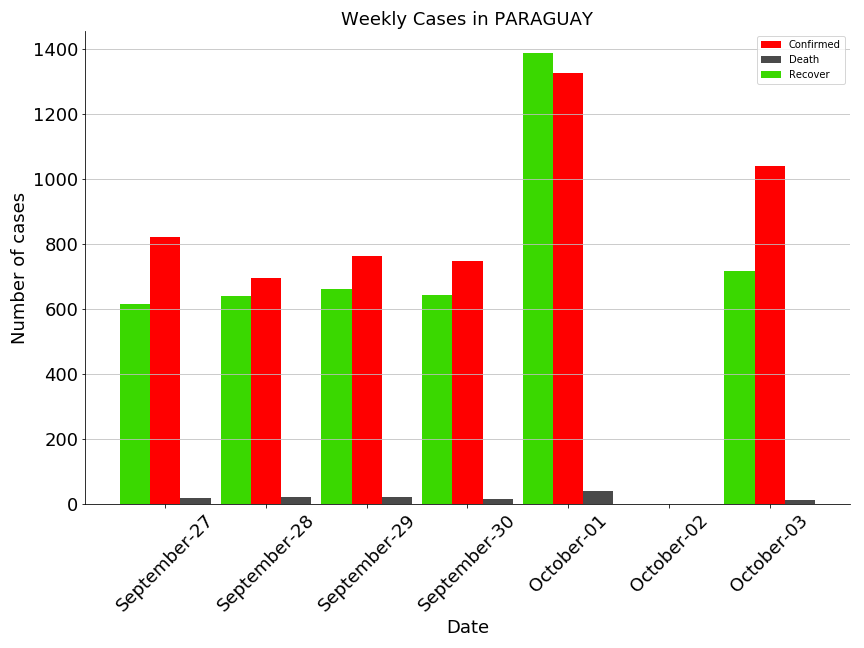 Weekly Cases in PARAGUAY
Confirmed
Death
Recover
Number of cases
1400
1200
1000
800
600
400
200
0
September-27
September-28
September-29
September-30
October-01
October-02
October-03
Date